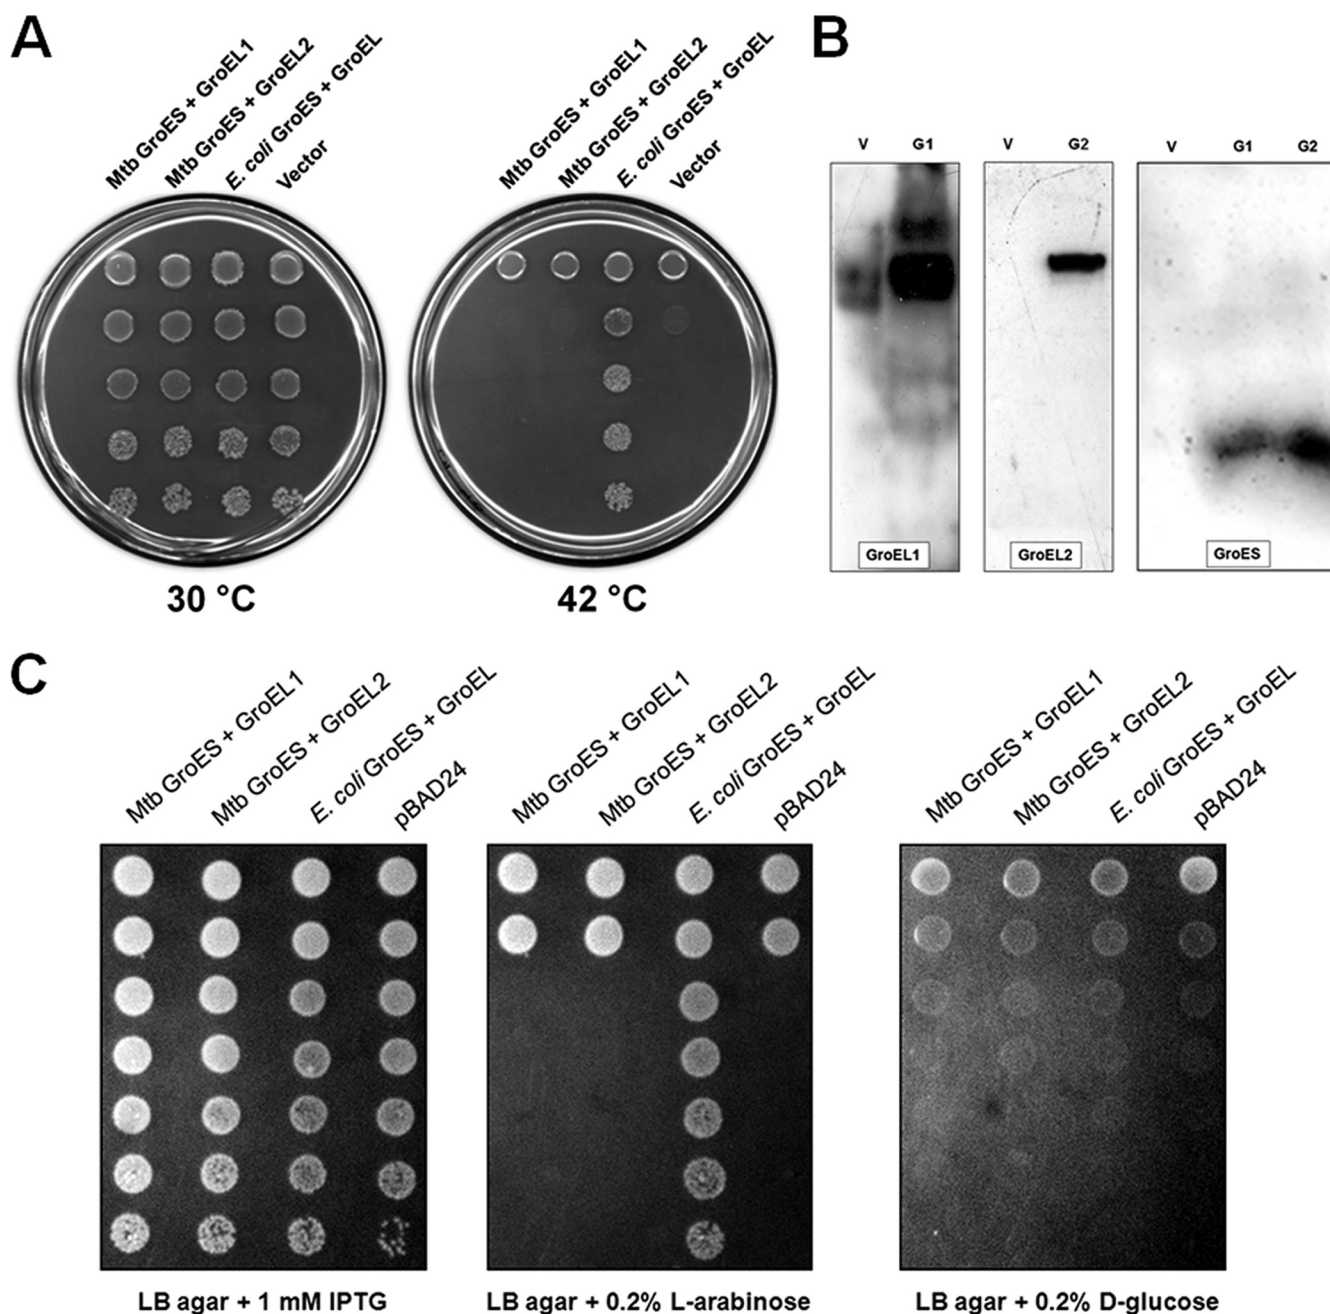 A
Mtb GroES + GroEL1
Mtb GroES + GroEL2
E. coli GroES + GroEL
Vector
Mtb GroES + GroEL1
Mtb GroES + GroEL2
E. coli GroES + GroEL
Vector
30 °C
42 °C
B
V G1
V G2
V G1 G2
GroEL1
GroEL2
GroES
C
Mtb GroES + GroEL1
Mtb GroES + GroEL2
E. coli GroES + GroEL
pBAD24
Mtb GroES + GroEL1
Mtb GroES + GroEL2
E. coli GroES + GroEL
pBAD24
Mtb GroES + GroEL1
Mtb GroES + GroEL2
E. coli GroES + GroEL
pBAD24
LB agar + 1 mM IPTG
LB agar + 0.2% L-arabinose
LB agar + 0.2% D-glucose